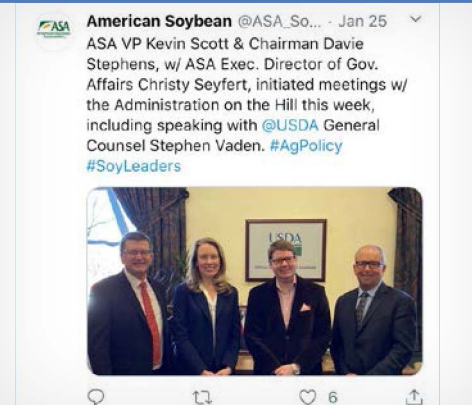 ASA
American Soybean @ASA_So... · Jan 25
ASA VP Kevin Scott & Chairman Davie
Stephens, w/ ASA Exec. Director of Gov.
Affairs Christy Seyfert, initiated meetings w/
the Administration on the Hill this week,
including speaking with @USDA General
Counsel Stephen Vaden. #AgPolicy
#SoyLeaders
USDA
6